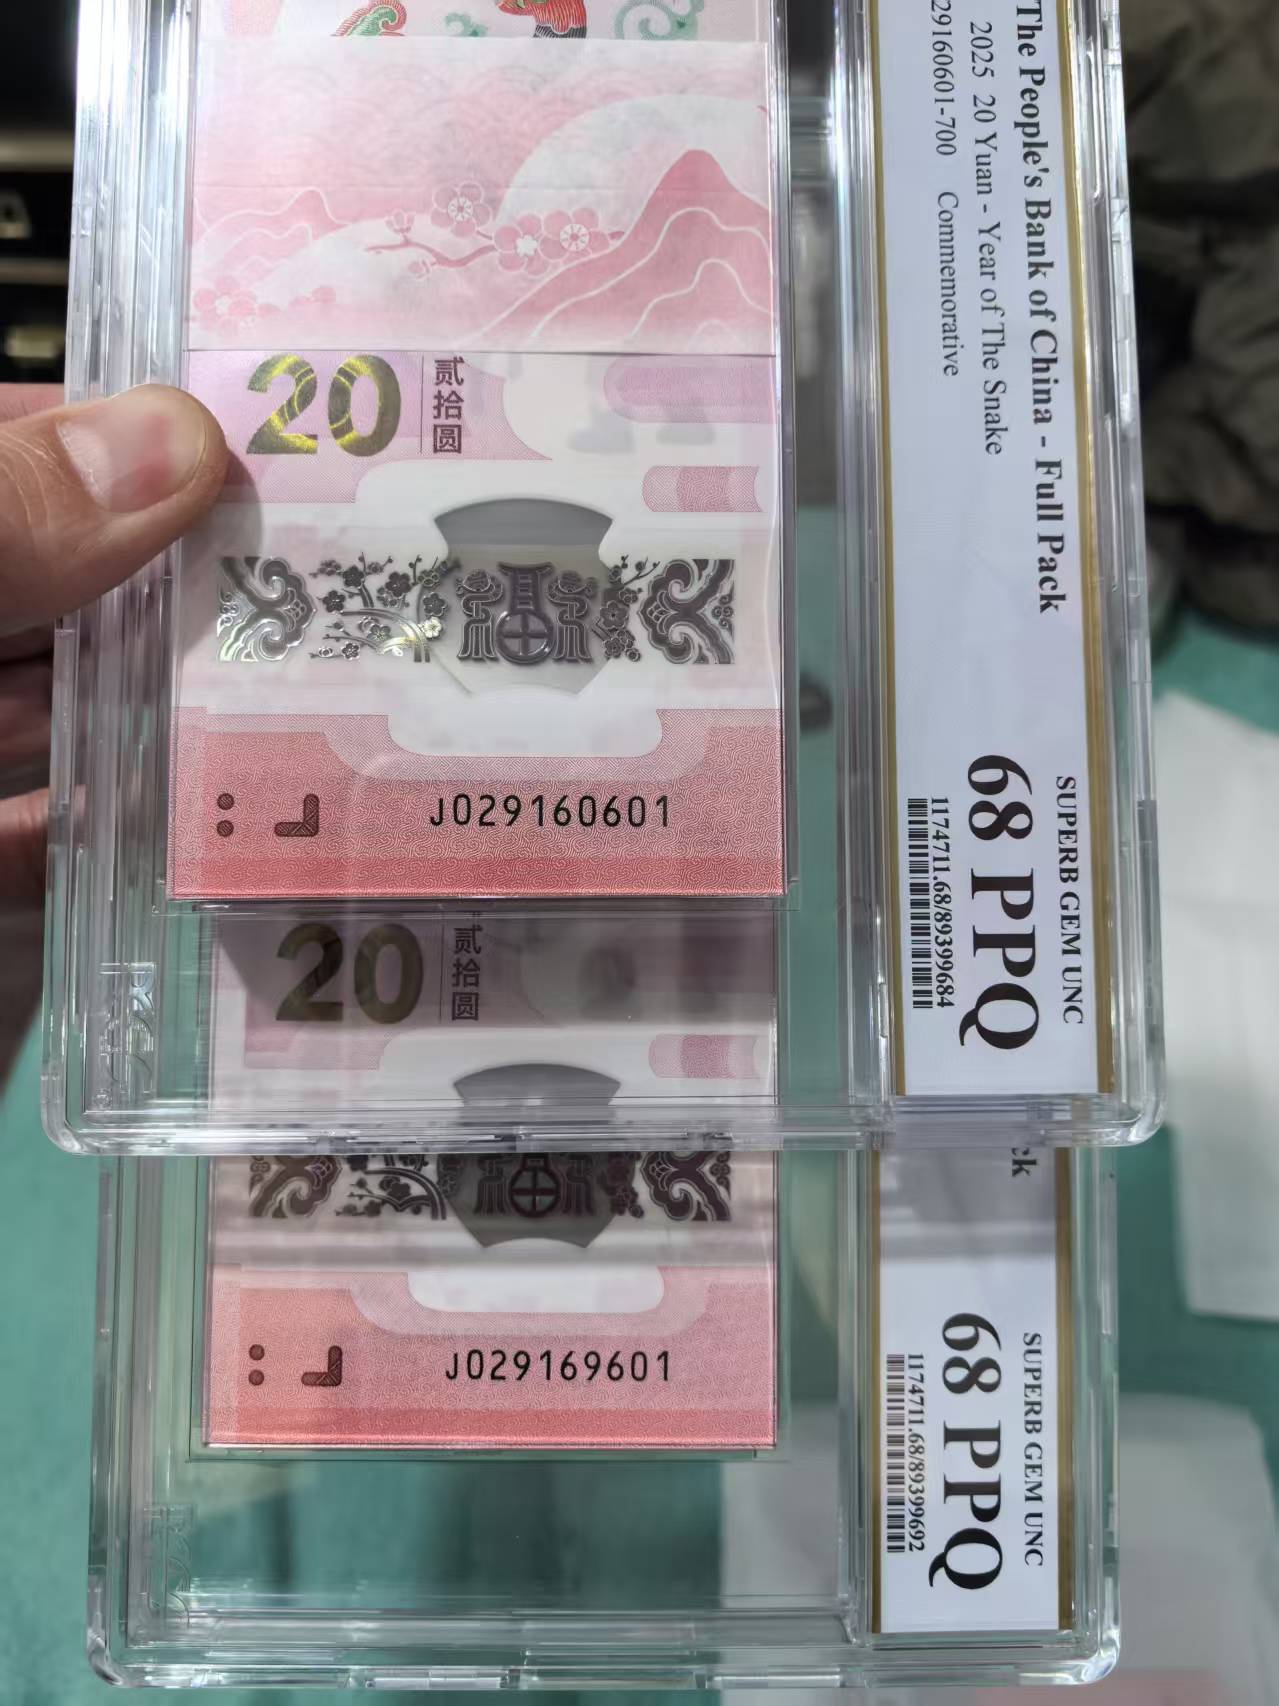 The People's Bank of China - Full Pack
2025 20 Yuan - Year of The Snake
29160601-700 Commemorative
SUPERB GEM UNC
68 PPQ
1174711.68/89399684
20
贰拾圆
J029160601
20
贰拾圆
J029169601
SUPERB GEM UNC
68 PPQ
1174711.68/89399692